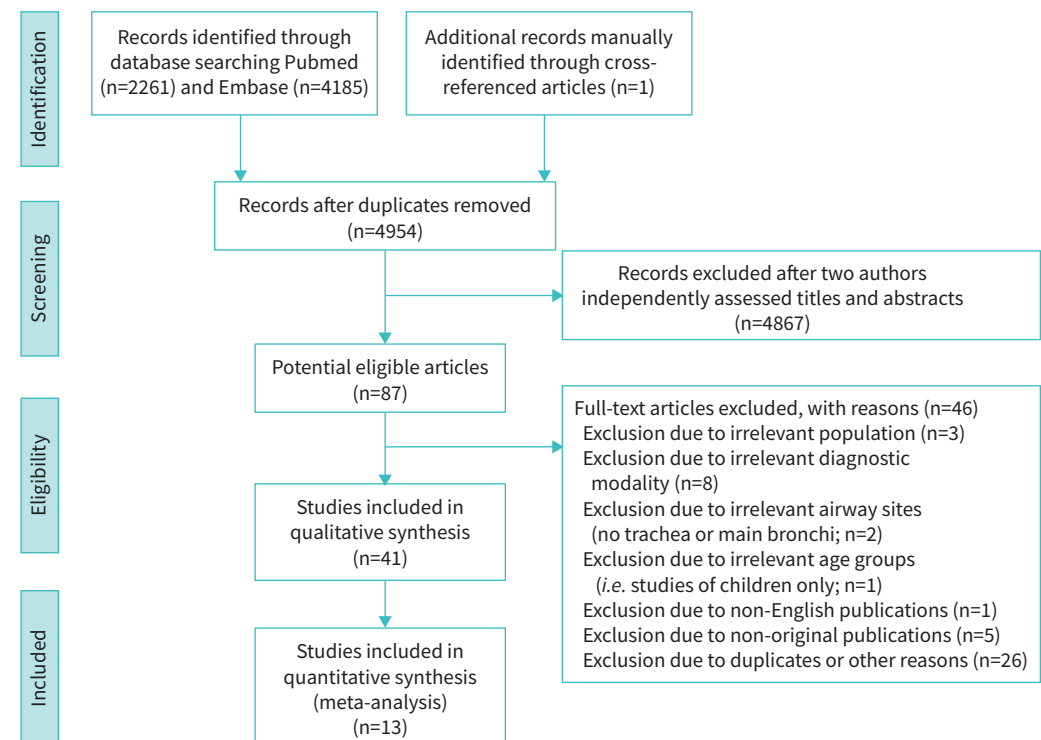 Identification
Records identified through
database searching Pubmed
(n=2261) and Embase (n=4185)
Additional records manually
identified through cross-
referenced articles (n=1)
Screening
Records after duplicates removed
(n=4954)
Records excluded after two authors
independently assessed titles and abstracts
(n=4867)
Potential eligible articles
(n=87)
Eligibility
Full-text articles excluded, with reasons (n=46)
Exclusion due to irrelevant population (n=3)
Exclusion due to irrelevant diagnostic
modality (n=8)
Exclusion due to irrelevant airway sites
(no trachea or main bronchi; n=2)
Exclusion due to irrelevant age groups
(i.e. studies of children only; n=1)
Exclusion due to non-English publications (n=1)
Exclusion due to non-original publications (n=5)
Exclusion due to duplicates or other reasons (n=26)
Studies included in
qualitative synthesis
(n=41)
Included
Studies included in
quantitative synthesis
(meta-analysis)
(n=13)